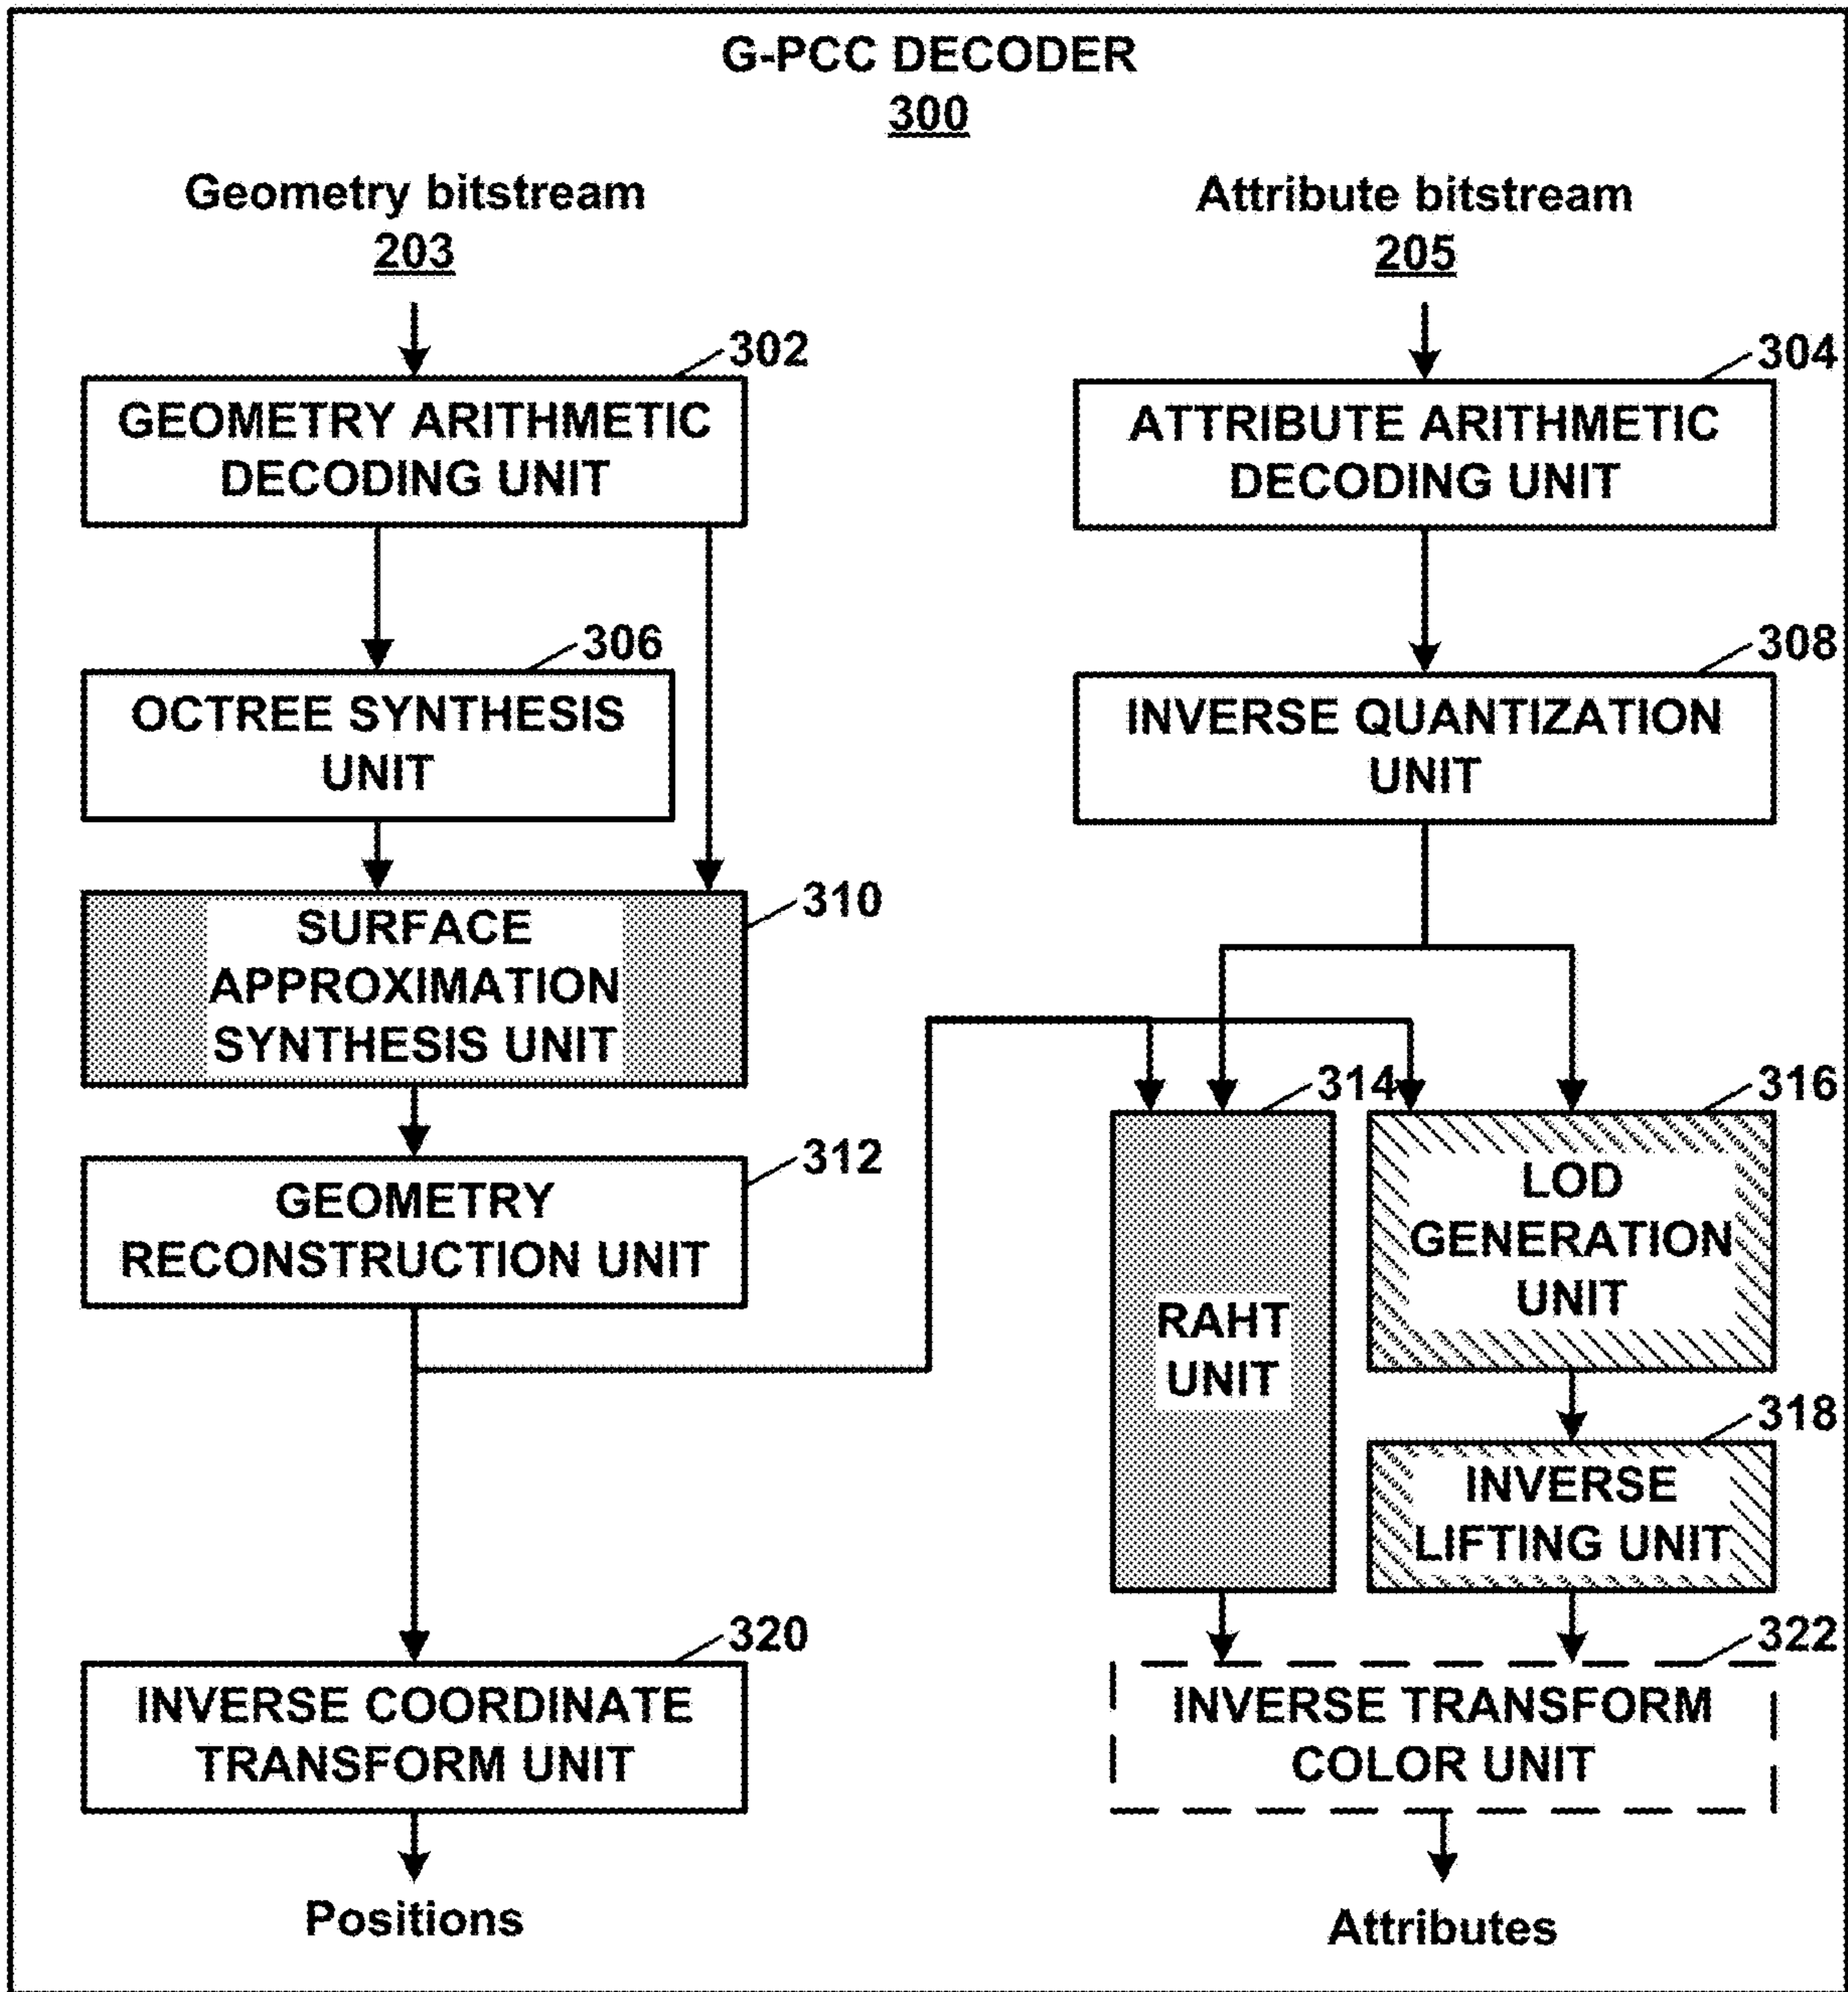 G-PCC DECODER
300
Geometry bitstream
203
Attribute bitstream
205
302
GEOMETRY ARITHMETIC
DECODING UNIT
304
ATTRIBUTE ARITHMETIC
DECODING UNIT
306
OCTREE SYNTHESIS
UNIT
308
INVERSE QUANTIZATION
UNIT
310
SURFACE
APPROXIMATION
SYNTHESIS UNIT
312
GEOMETRY
RECONSTRUCTION UNIT
314
RAHT
UNIT
316
LOD
GENERATION
UNIT
318
INVERSE
LIFTING UNIT
320
INVERSE COORDINATE
TRANSFORM UNIT
322
INVERSE TRANSFORM
COLOR UNIT
Positions
Attributes